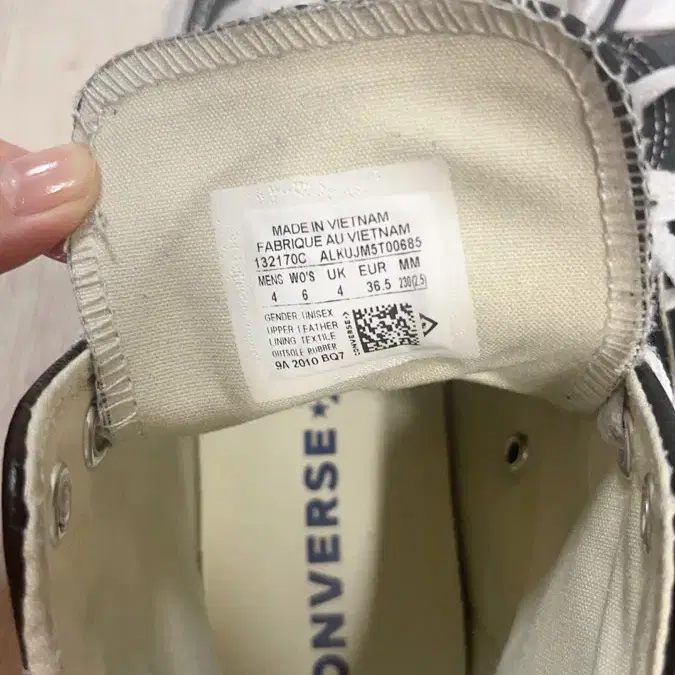 MADE IN VIETNAM
FABRIQUE AU VIETNAM
132170C ALKUJM5T00685
MENS WO'S UK EUR MM
4 6 4 36.5 230(2.5)
GENDER UNISEX
UPPER LEATHER
LINING TEXTILE
OUTSOLE RUBBER
9A 2010 BQ7
CONVERSE
ONVERSE